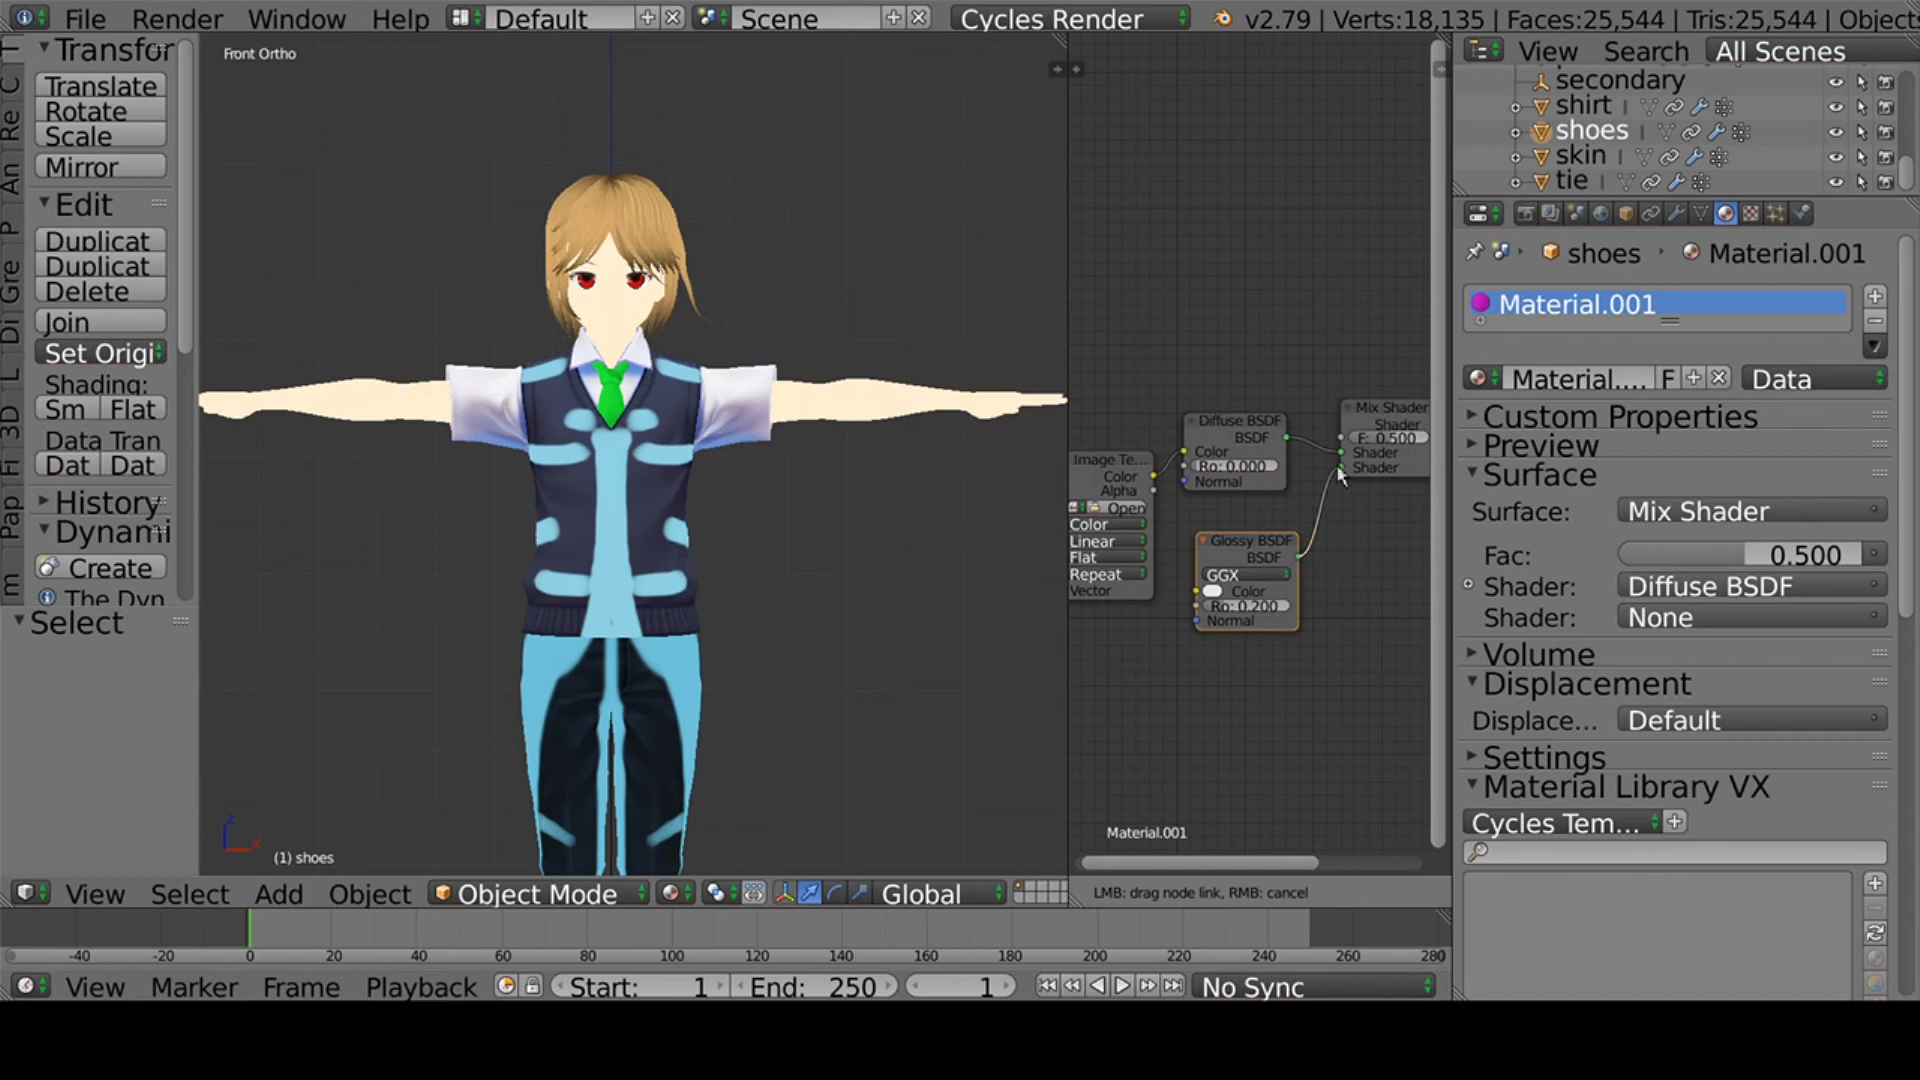 File Render Window Help Default Scene Cycles Render v2.79 | Verts:18,135 | Faces:25,544 | Tris:25,544 | Object
Transfor
Translate
Rotate
Scale
Mirror
Edit
Duplicat
Duplicat
Delete
Join
Set Origi
Shading:
Sm Flat
Data Tran
Dat Dat
History
Dynami
Create
The Dyn
Select
T
C
Re
An
P
Gre
Di
L
3D
Fi
Pap
m
Front Ortho
(1) shoes
Image Te...
Color
Alpha
Open
Color
Linear
Flat
Repeat
Vector
Diffuse BSDF
BSDF
Color
Ro: 0.000
Normal
Glossy BSDF
BSDF
GGX
Color
Ro: 0.200
Normal
Mix Shader
Shader
F: 0.500
Shader
Shader
Material.001
View Search All Scenes
secondary
shirt
shoes
skin
tie
shoes Material.001
Material.001
Material.... F Data
Custom Properties
Preview
Surface
Surface: Mix Shader
Fac: 0.500
Shader: Diffuse BSDF
Shader: None
Volume
Displacement
Displace... Default
Settings
Material Library VX
Cycles Tem...
View Select Add Object Object Mode Global
LMB: drag node link, RMB: cancel
-40 -20 0 20 40 60 80 100 120 140 160 180 200 220 240 260 280
View Marker Frame Playback Start: 1 End: 250 1 No Sync